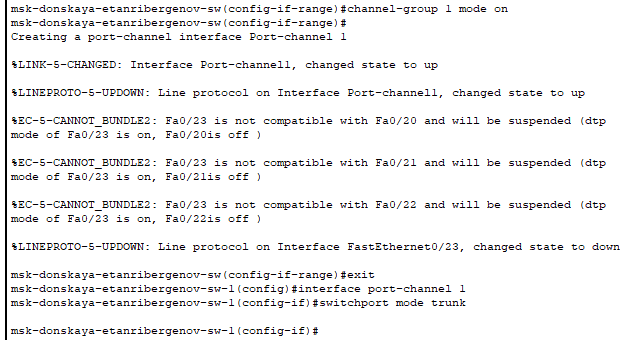 msk-donskaya-etanribergenov-sw(config-if-range)#channel-group 1 mode on
msk-donskaya-etanribergenov-sw(config-if-range)#
Creating a port-channel interface Port-channel 1
%LINK-5-CHANGED: Interface Port-channel1, changed state to up
%LINEPROTO-5-UPDOWN: Line protocol on Interface Port-channel1, changed state to up
%EC-5-CANNOT_BUNDLE2: Fa0/23 is not compatible with Fa0/20 and will be suspended (dtp
mode of Fa0/23 is on, Fa0/20is off )
%EC-5-CANNOT_BUNDLE2: Fa0/23 is not compatible with Fa0/21 and will be suspended (dtp
mode of Fa0/23 is on, Fa0/21is off )
%EC-5-CANNOT_BUNDLE2: Fa0/23 is not compatible with Fa0/22 and will be suspended (dtp
mode of Fa0/23 is on, Fa0/22is off )
%LINEPROTO-5-UPDOWN: Line protocol on Interface FastEthernet0/23, changed state to down
msk-donskaya-etanribergenov-sw(config-if-range)#exit
msk-donskaya-etanribergenov-sw-1(config)#interface port-channel 1
msk-donskaya-etanribergenov-sw-1(config-if)#switchport mode trunk
msk-donskaya-etanribergenov-sw-1(config-if)#